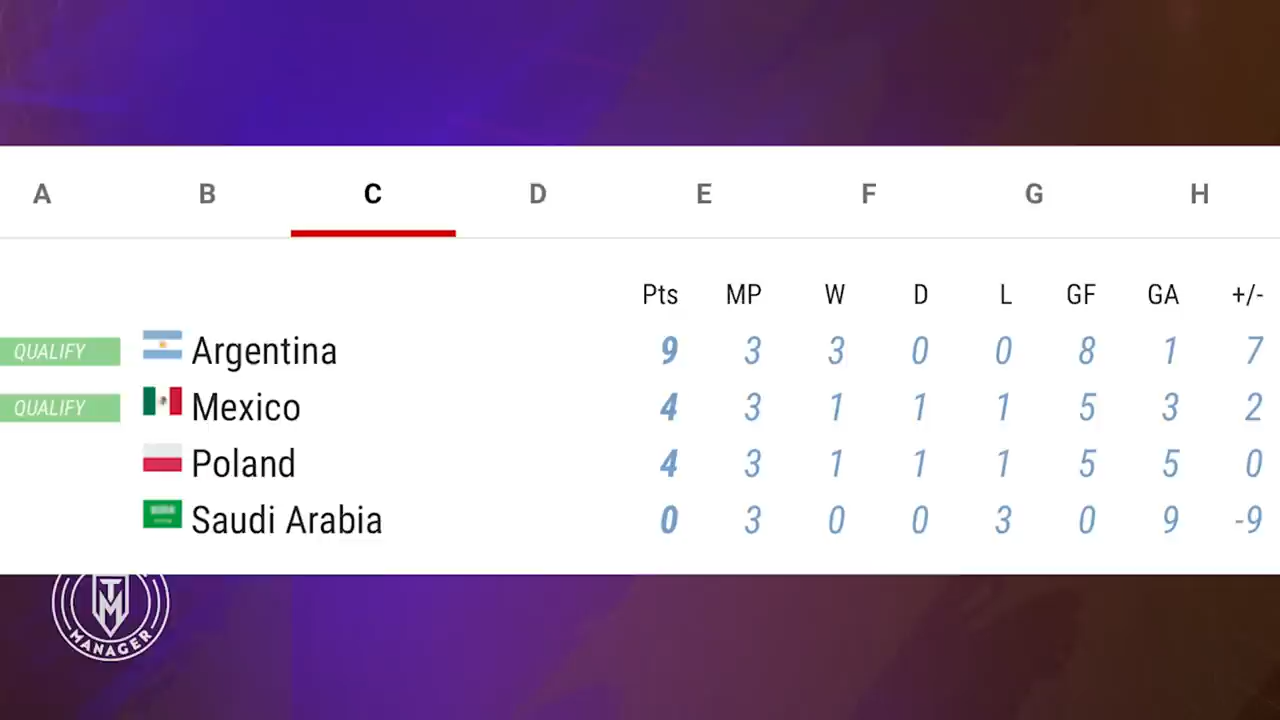 A B C D E F G H
Pts MP W D L GF GA +/-
QUALIFY Argentina 9 3 3 0 0 8 1 7
QUALIFY Mexico 4 3 1 1 1 5 3 2
Poland 4 3 1 1 1 5 5 0
Saudi Arabia 0 3 0 0 3 0 9 -9
TM
MANAGER